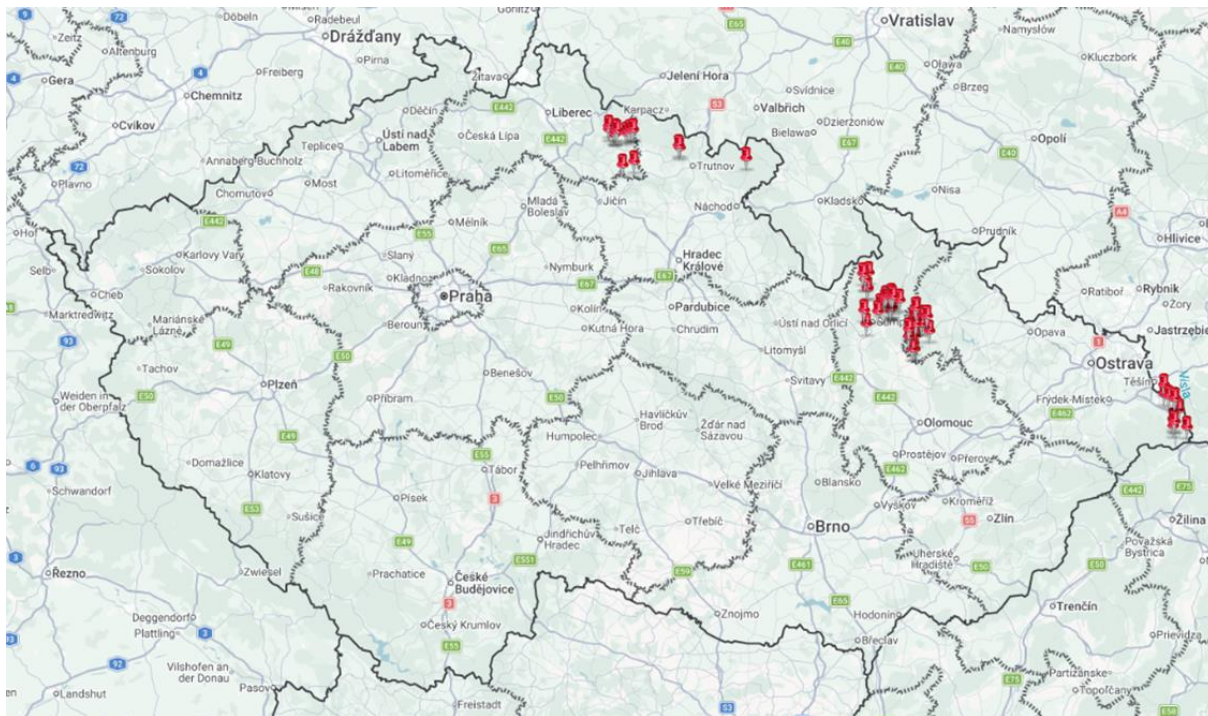 Míšeň
Görlitz
Vratislav
Namysłów
Zeitz
Döbeln
Radebeul
Drážďany
Altenburg
Pirna
Kluczbork
Oława
Gera
Freiberg
Žitava
Jelení Hora
Svídnice
Brzeg
Chemnitz
Děčín
Liberec
Karpacz
Valbřich
Cvikov
Ústí nad
Labem
Česká Lípa
Dzierżoniów
Bielawa
Opolí
Teplice
Annaberg-Buchholz
Litoměřice
Trutnov
Plavno
Most
Jičín
Nisa
Chomutov
Mladá
Boleslav
Náchod
Kladsko
Mělník
Prudník
Hof
Karlovy Vary
Slaný
Hradec
Králové
Hlivice
Selb
Sokolov
Kladno
Nymburk
Rakovník
Praha
Cheb
Kolín
Pardubice
Ratiboř
Rybnik
Żory
Marktredwitz
Mariánské
Lázně
Beroun
Kutná Hora
Chrudim
Ústí nad Orlicí
Opava
Jastrzębie
Litomyšl
Ostrava
Tachov
Plzeň
Benešov
Svitavy
Těšín
Visla
Weiden in
der Oberpfalz
Příbram
Havlíčkův
Brod
Žďár nad
Sázavou
Frýdek-Místek
Olomouc
Humpolec
Domažlice
Klatovy
Tábor
Pelhřimov
Jihlava
Prostějov
Přerov
Schwandorf
Písek
Velké Meziříčí
Blansko
Kroměříž
Sušice
Vyškov
Zlín
Žilina
Telč
Třebíč
Brno
Považská
Bystrica
Jindřichův
Hradec
Uherské
Hradiště
Řezno
Zwiesel
Prachatice
České
Budějovice
Znojmo
Hodonín
Trenčín
Deggendorf
Plattling
Český Krumlov
Břeclav
Prievidza
Vilshofen an
der Donau
Pasov
Partizánske
Landshut
Freistadt
Topoľčany